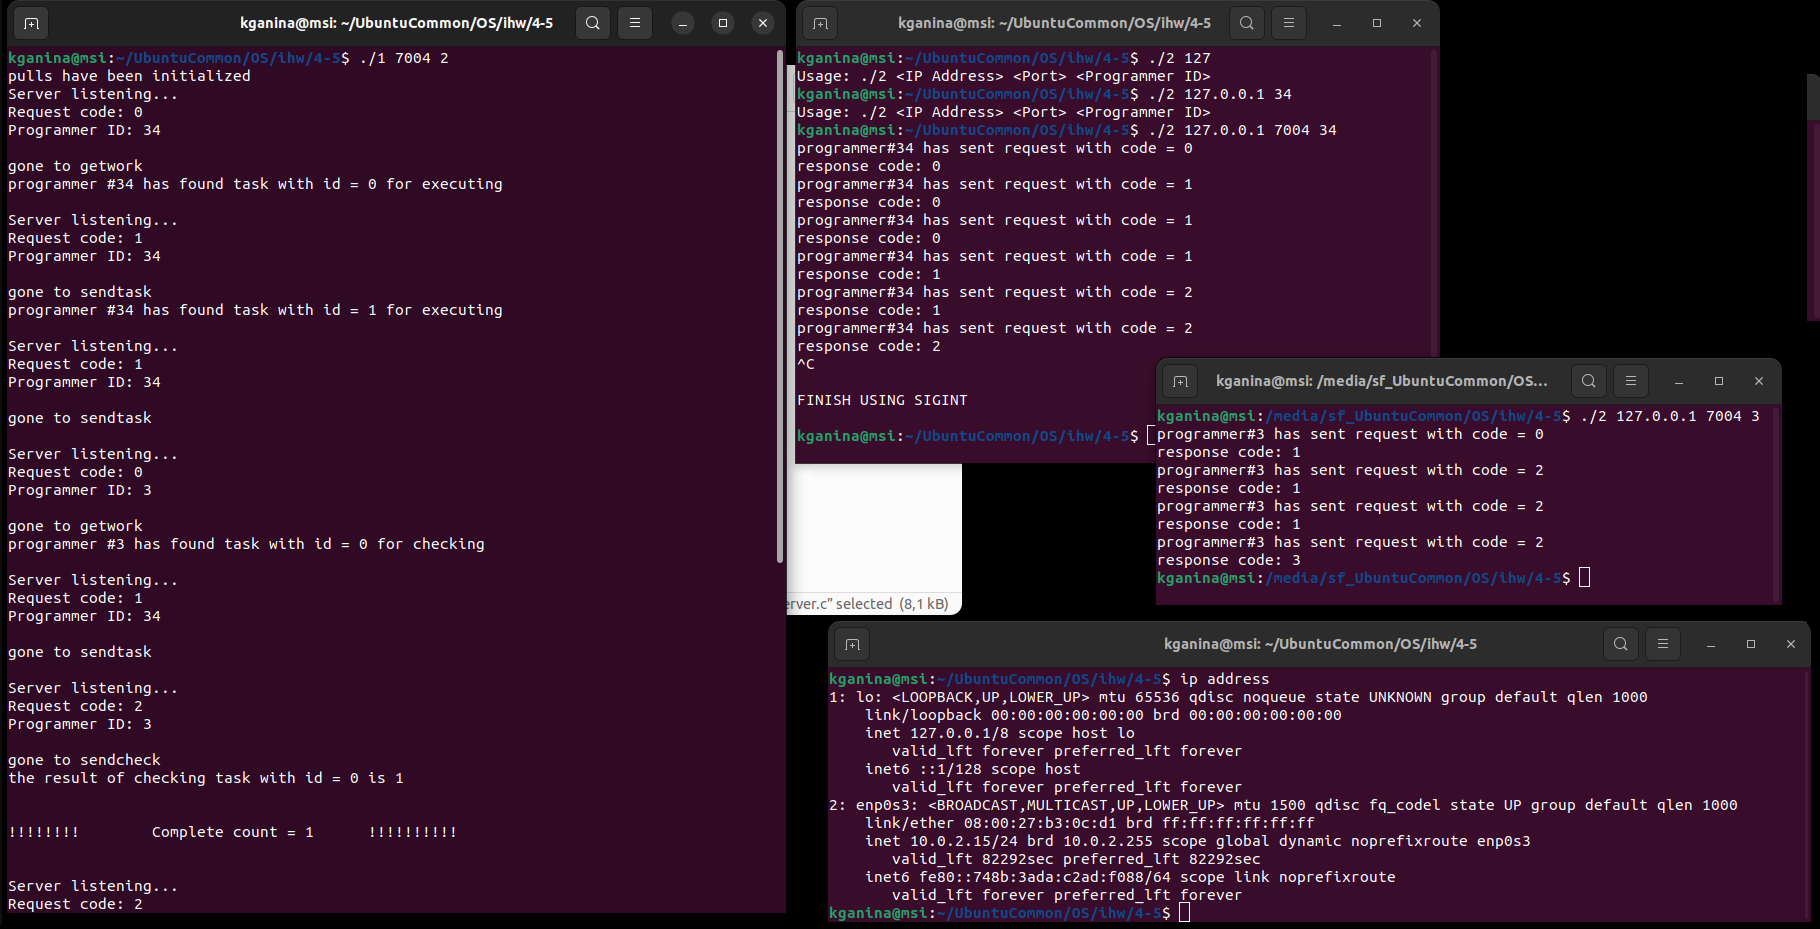 kganina@msi: ~/UbuntuCommon/OS/ihw/4-5
kganina@msi:~/UbuntuCommon/OS/ihw/4-5$ ./1 7004 2
pulls have been initialized
Server listening...
Request code: 0
Programmer ID: 34
gone to getwork
programmer #34 has found task with id = 0 for executing
Server listening...
Request code: 1
Programmer ID: 34
gone to sendtask
programmer #34 has found task with id = 1 for executing
Server listening...
Request code: 1
Programmer ID: 34
gone to sendtask
Server listening...
Request code: 0
Programmer ID: 3
gone to getwork
programmer #3 has found task with id = 0 for checking
Server listening...
Request code: 1
Programmer ID: 34
gone to sendtask
Server listening...
Request code: 2
Programmer ID: 3
gone to sendcheck
the result of checking task with id = 0 is 1
!!!!!!!! Complete count = 1 !!!!!!!!!!
Server listening...
Request code: 2
kganina@msi: ~/UbuntuCommon/OS/ihw/4-5
kganina@msi:~/UbuntuCommon/OS/ihw/4-5$ ./2 127
Usage: ./2 <IP Address> <Port> <Programmer ID>
kganina@msi:~/UbuntuCommon/OS/ihw/4-5$ ./2 127.0.0.1 34
Usage: ./2 <IP Address> <Port> <Programmer ID>
kganina@msi:~/UbuntuCommon/OS/ihw/4-5$ ./2 127.0.0.1 7004 34
programmer#34 has sent request with code = 0
response code: 0
programmer#34 has sent request with code = 1
response code: 0
programmer#34 has sent request with code = 1
response code: 0
programmer#34 has sent request with code = 1
response code: 1
programmer#34 has sent request with code = 2
response code: 1
programmer#34 has sent request with code = 2
response code: 2
^C
FINISH USING SIGINT
kganina@msi:~/UbuntuCommon/OS/ihw/4-5$
kganina@msi: /media/sf_UbuntuCommon/OS...
kganina@msi:/media/sf_UbuntuCommon/OS/ihw/4-5$ ./2 127.0.0.1 7004 3
programmer#3 has sent request with code = 0
response code: 1
programmer#3 has sent request with code = 2
response code: 1
programmer#3 has sent request with code = 2
response code: 1
programmer#3 has sent request with code = 2
response code: 3
kganina@msi:/media/sf_UbuntuCommon/OS/ihw/4-5$
erver.c” selected (8,1 kB)
kganina@msi: ~/UbuntuCommon/OS/ihw/4-5
kganina@msi:~/UbuntuCommon/OS/ihw/4-5$ ip address
1: lo: <LOOPBACK,UP,LOWER_UP> mtu 65536 qdisc noqueue state UNKNOWN group default qlen 1000
link/loopback 00:00:00:00:00:00 brd 00:00:00:00:00:00
inet 127.0.0.1/8 scope host lo
valid_lft forever preferred_lft forever
inet6 ::1/128 scope host
valid_lft forever preferred_lft forever
2: enp0s3: <BROADCAST,MULTICAST,UP,LOWER_UP> mtu 1500 qdisc fq_codel state UP group default qlen 1000
link/ether 08:00:27:b3:0c:d1 brd ff:ff:ff:ff:ff:ff
inet 10.0.2.15/24 brd 10.0.2.255 scope global dynamic noprefixroute enp0s3
valid_lft 82292sec preferred_lft 82292sec
inet6 fe80::748b:3ada:c2ad:f088/64 scope link noprefixroute
valid_lft forever preferred_lft forever
kganina@msi:~/UbuntuCommon/OS/ihw/4-5$